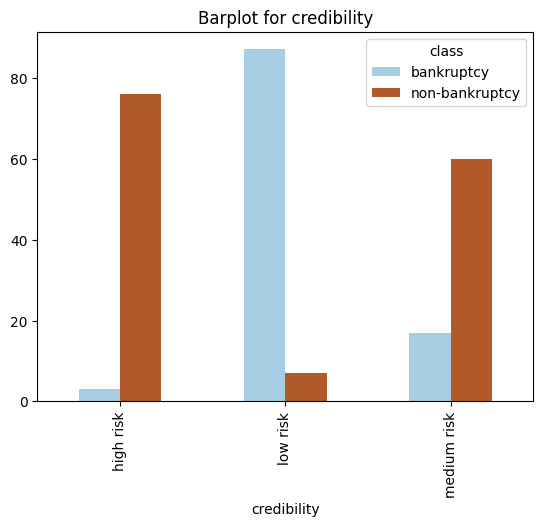 Barplot for credibility
class
bankruptcy
non-bankruptcy
80
60
40
20
0
high risk
low risk
medium risk
credibility